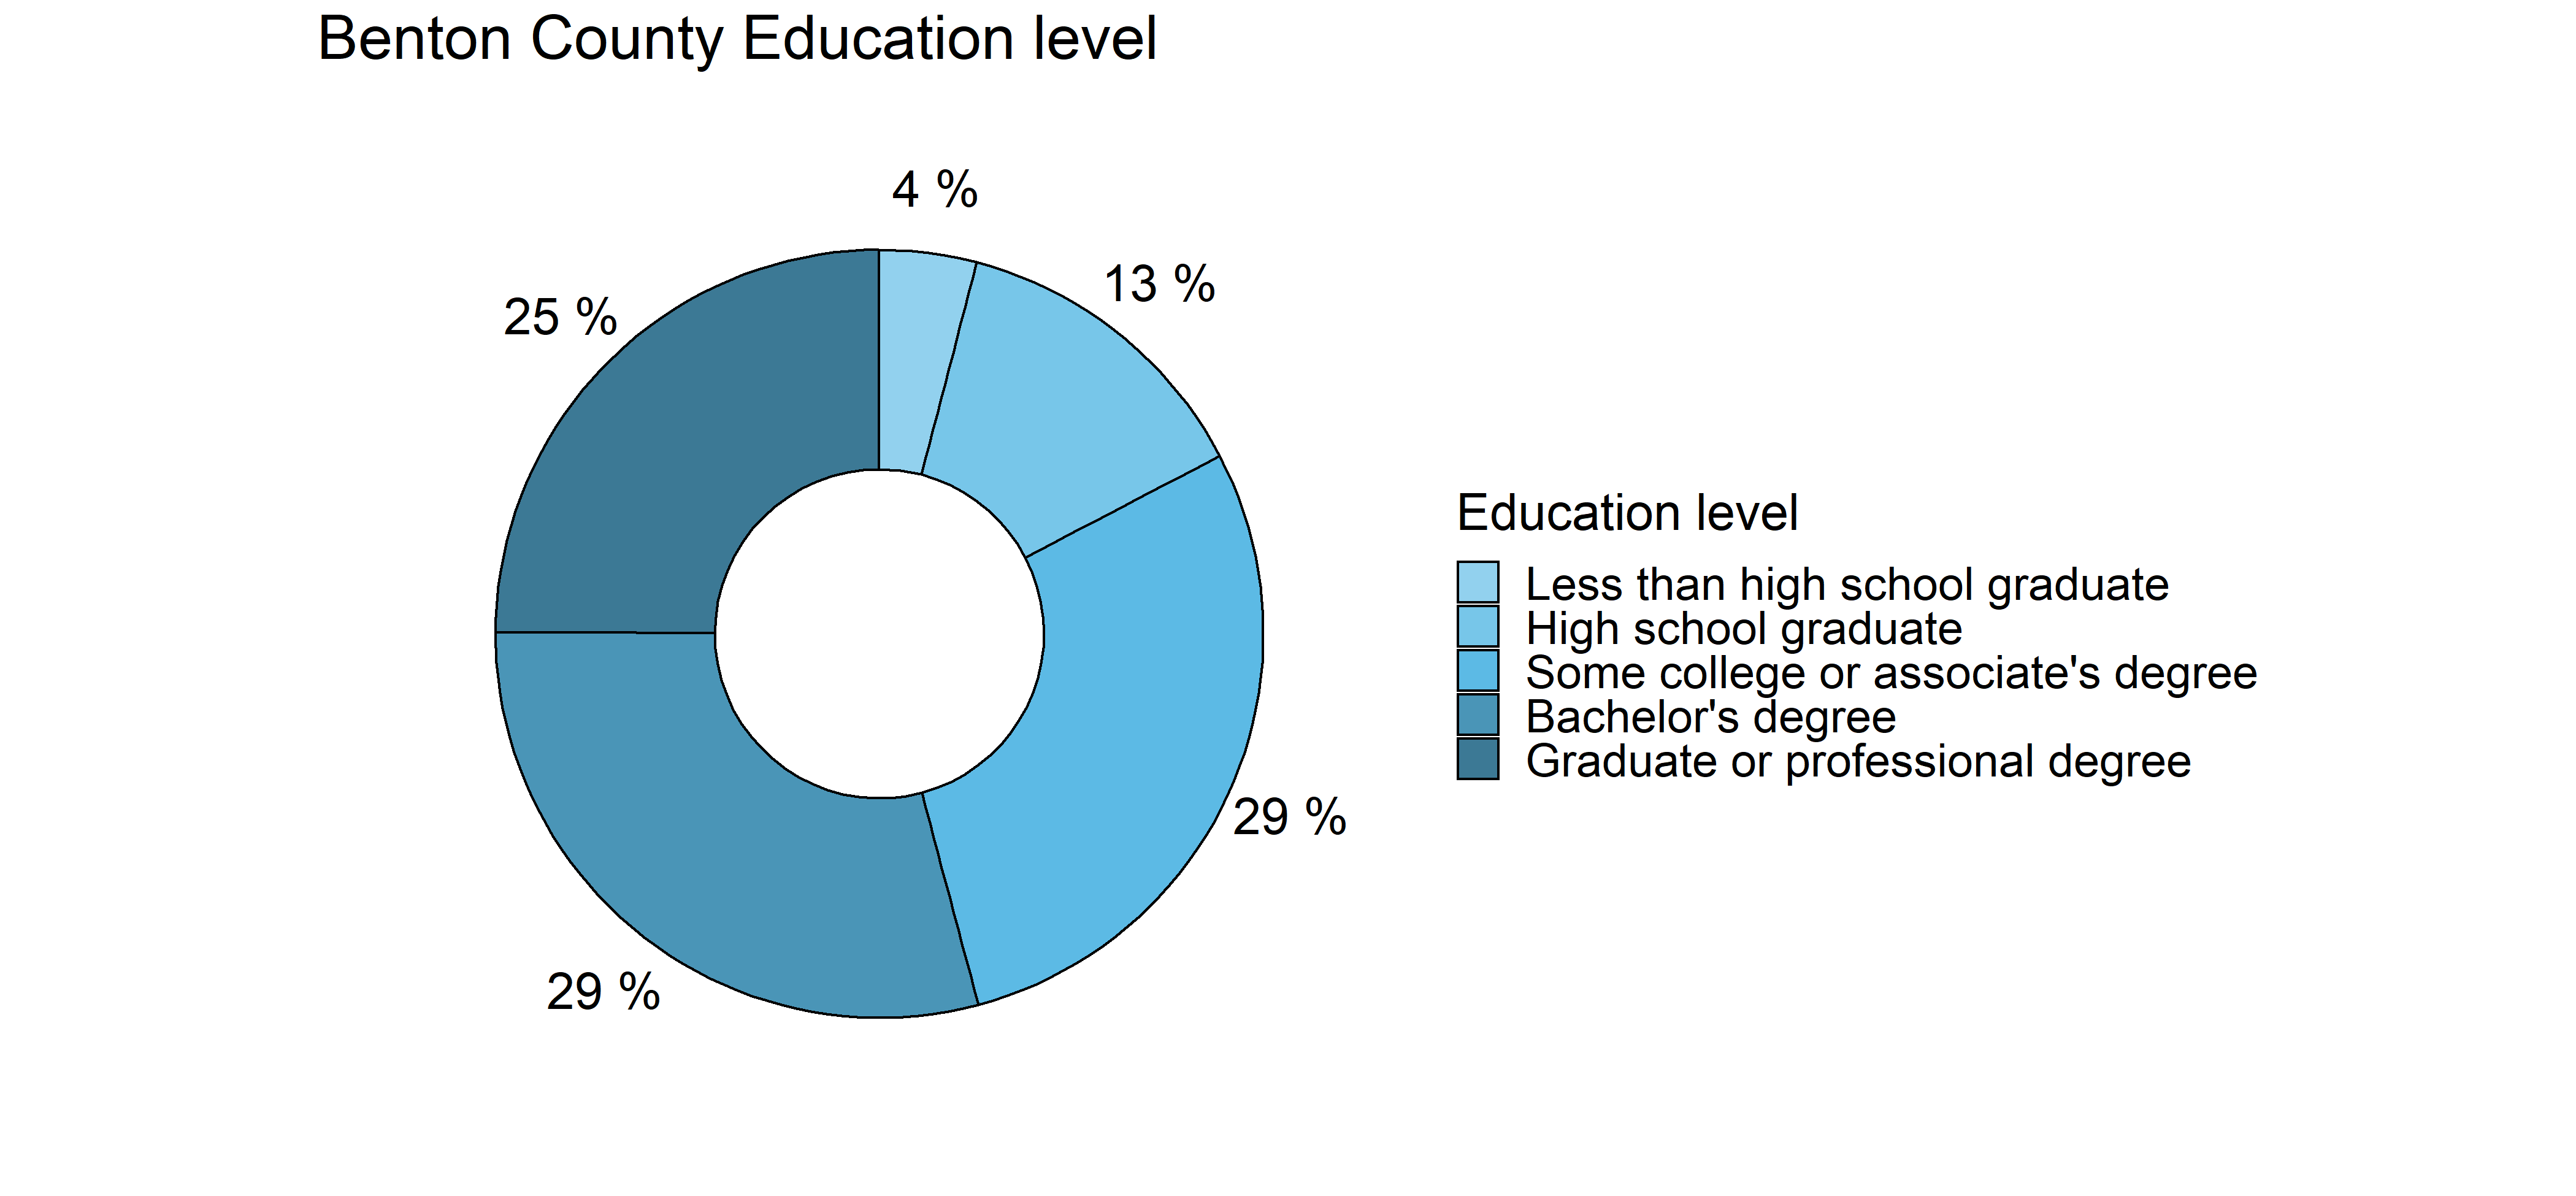 Benton County Education level
4 %
13 %
25 %
29 %
29 %
Education level
Less than high school graduate
High school graduate
Some college or associate's degree
Bachelor's degree
Graduate or professional degree